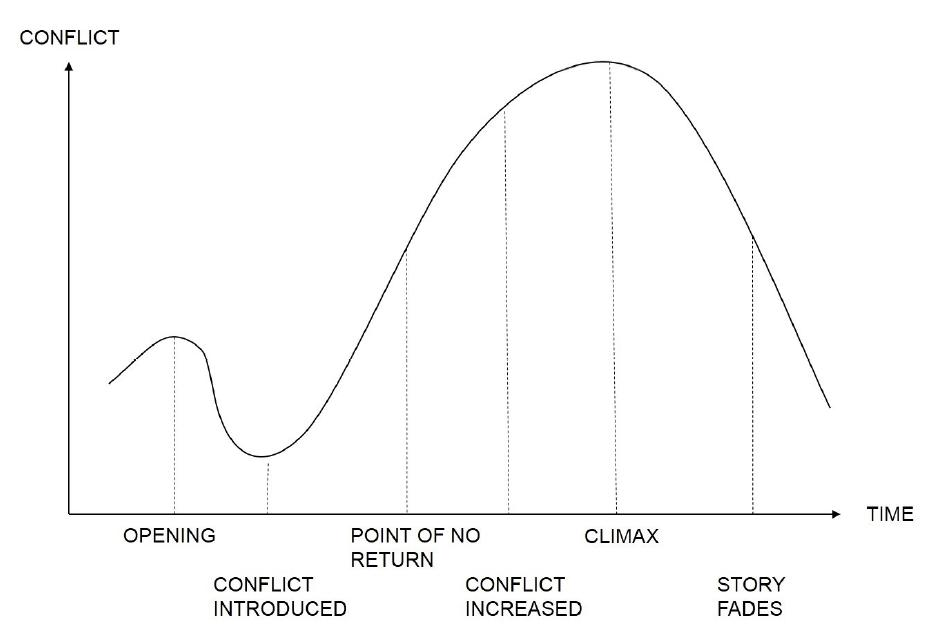 CONFLICT
TIME
OPENING
POINT OF NO
RETURN
CLIMAX
CONFLICT
INTRODUCED
CONFLICT
INCREASED
STORY
FADES